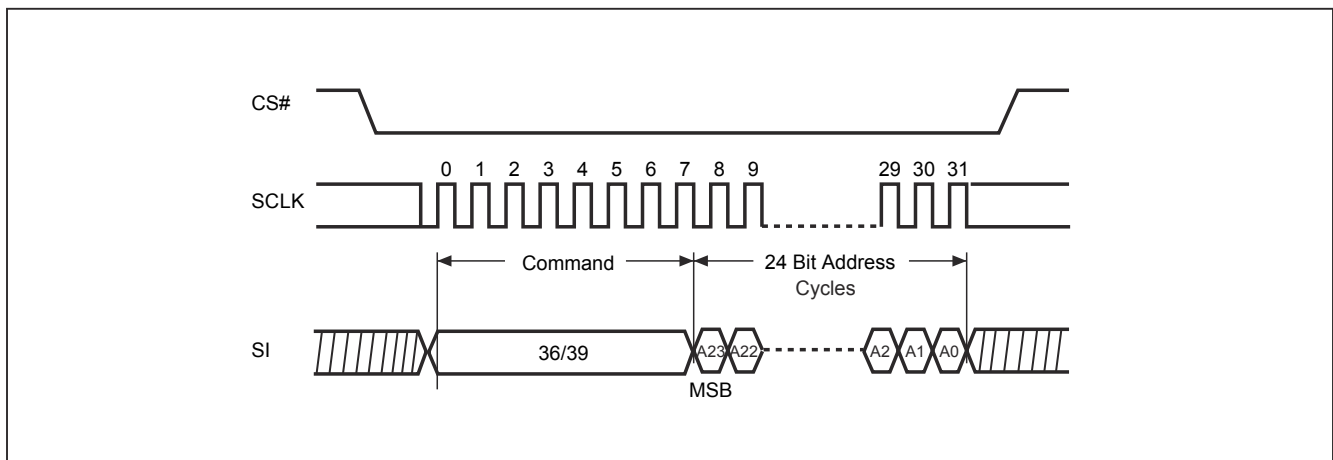 CS#
0 1 2 3 4 5 6 7 8 9 29 30 31
SCLK
Command 24 Bit Address
Cycles
SI 36/39 A23 A22 A2 A1 A0
MSB